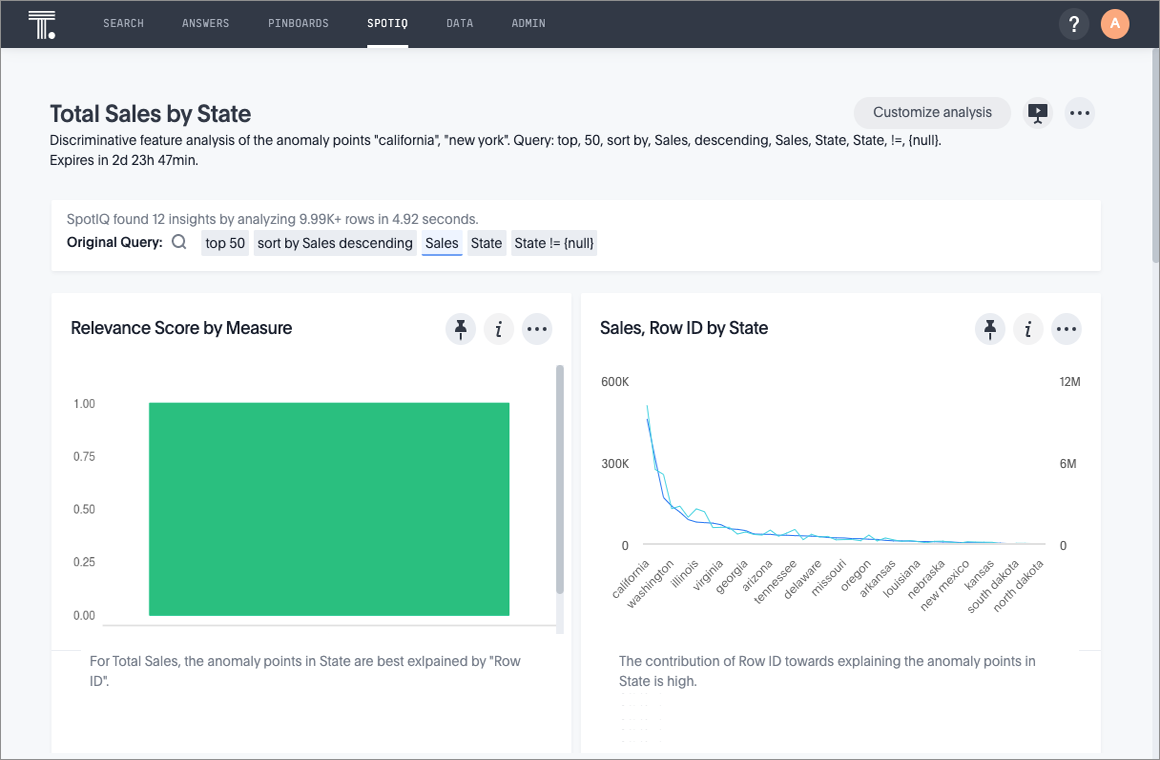 SEARCH ANSWERS PINBOARDS SPOTIQ DATA ADMIN ? A
Total Sales by State
Customize analysis
Discriminative feature analysis of the anomaly points "california", "new york". Query: top, 50, sort by, Sales, descending, Sales, State, State, !=, {null}.
Expires in 2d 23h 47min.
SpotIQ found 12 insights by analyzing 9.99K+ rows in 4.92 seconds.
Original Query: top 50 sort by Sales descending Sales State State != {null}
Relevance Score by Measure
i
1.00
0.75
0.50
0.25
0.00
For Total Sales, the anomaly points in State are best exlpained by "Row
ID".
Sales, Row ID by State
i
600K
300K
0
12M
6M
0
california
washington
illinois
virginia
georgia
arizona
tennessee
delaware
missouri
oregon
arkansas
louisiana
nebraska
new mexico
kansas
south dakota
north dakota
The contribution of Row ID towards explaining the anomaly points in
State is high.